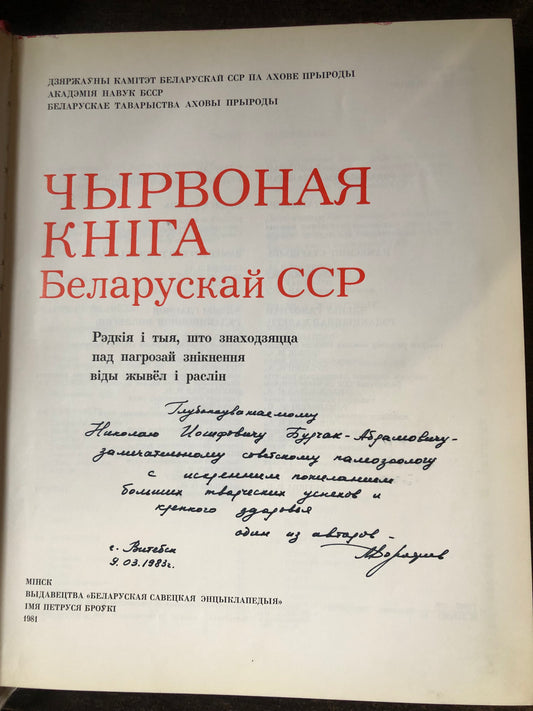 ДЗЯРЖАЎНЫ КАМІТЭТ БЕЛАРУСКАЙ ССР ПА АХОВЕ ПРЫРОДЫ
АКАДЭМІЯ НАВУК БССР
БЕЛАРУСКАЕ ТАВАРЫСТВА АХОВЫ ПРЫРОДЫ
ЧЫРВОНАЯ
КНІГА
Беларускай ССР
Рэдкія і тыя, што знаходзяцца
пад пагрозай знікнення
віды жывёл і раслін
Глубокоуважаемому
Николаю Иосифовичу Бурчак-Абрамовичу-
замечательному советскому палеозоологу
с искренним пожеланием
больших творческих успехов и
крепкого здоровья
один из авторов -
г. Витебск
9.03.1983г.
МІНСК
ВЫДАВЕЦТВА «БЕЛАРУСКАЯ САВЕЦКАЯ ЭНЦЫКЛАПЕДЫЯ»
ІМЯ ПЕТРУСЯ БРОЎКІ
1981